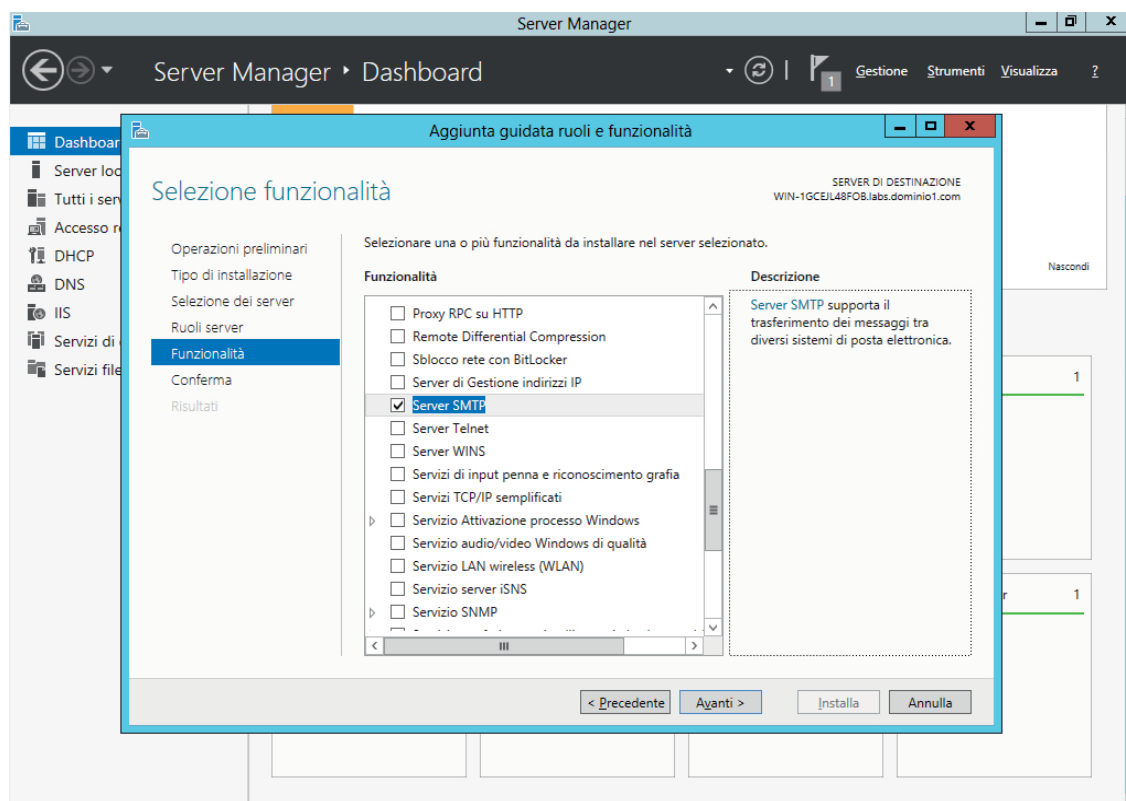 Server Manager
Server Manager • Dashboard
1
Gestione Strumenti Visualizza ?
Dashboar
Server loc
Tutti i serv
Accesso r
DHCP
DNS
IIS
Servizi di
Servizi file
Nascondi
1
r 1
Aggiunta guidata ruoli e funzionalità
Selezione funzionalità
SERVER DI DESTINAZIONE
WIN-1GCEJL48FOB.labs.dominio1.com
Operazioni preliminari
Tipo di installazione
Selezione dei server
Ruoli server
Funzionalità
Conferma
Risultati
Selezionare una o più funzionalità da installare nel server selezionato.
Funzionalità
Proxy RPC su HTTP
Remote Differential Compression
Sblocco rete con BitLocker
Server di Gestione indirizzi IP
Server SMTP
Server Telnet
Server WINS
Servizi di input penna e riconoscimento grafia
Servizi TCP/IP semplificati
Servizio Attivazione processo Windows
Servizio audio/video Windows di qualità
Servizio LAN wireless (WLAN)
Servizio server iSNS
Servizio SNMP
Descrizione
Server SMTP supporta il
trasferimento dei messaggi tra
diversi sistemi di posta elettronica.
< Precedente
Avanti >
Installa
Annulla